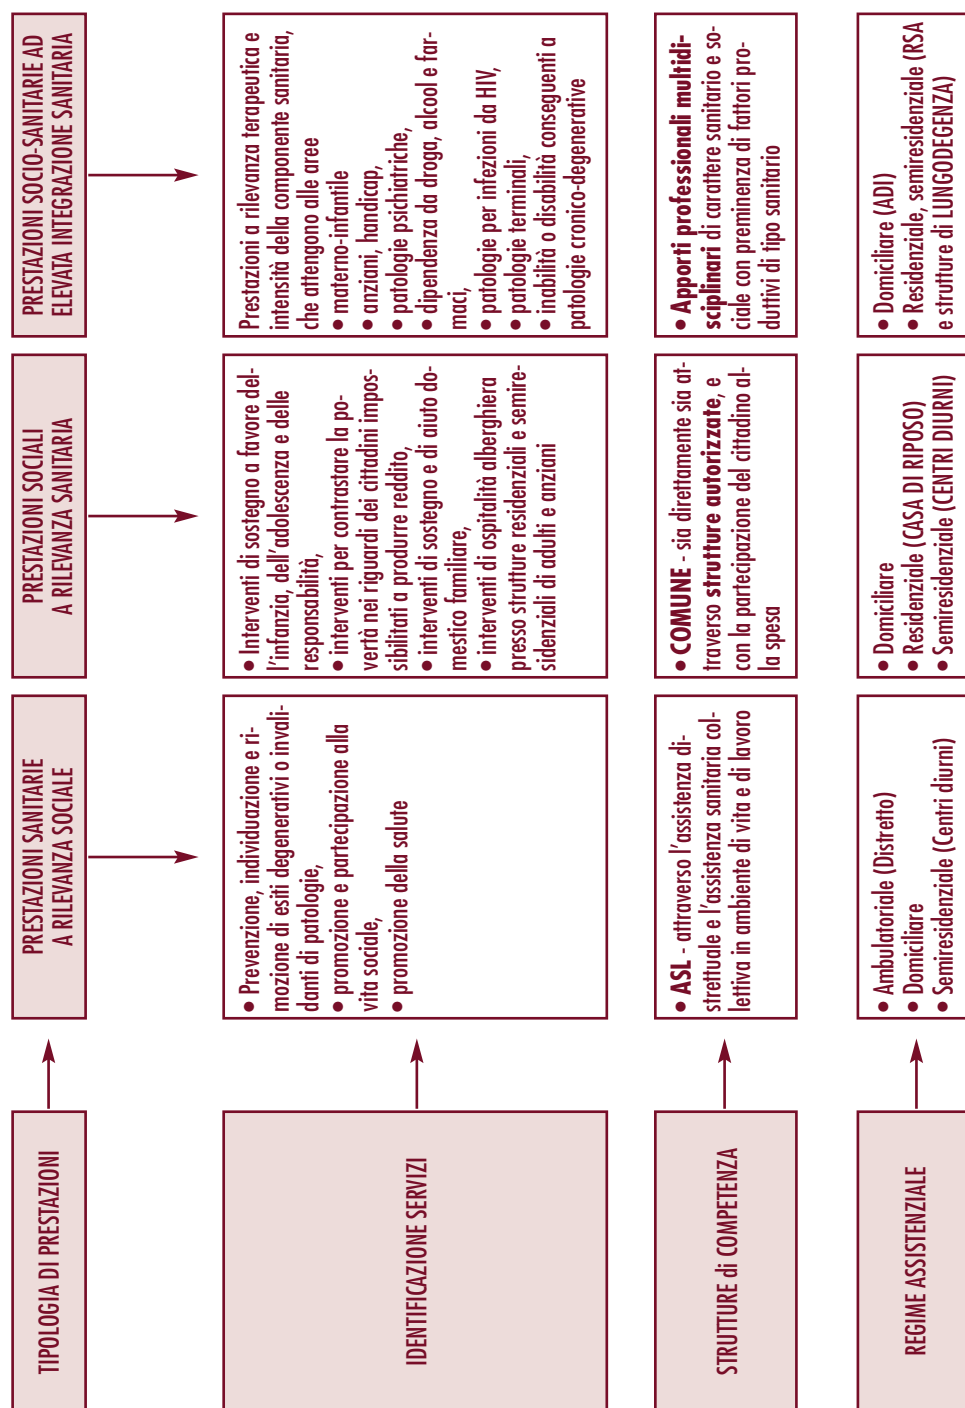 TIPOLOGIA DI PRESTAZIONI
PRESTAZIONI SANITARIE
A RILEVANZA SOCIALE
PRESTAZIONI SOCIALI
A RILEVANZA SANITARIA
PRESTAZIONI SOCIO-SANITARIE AD
ELEVATA INTEGRAZIONE SANITARIA
IDENTIFICAZIONE SERVIZI
• Prevenzione, individuazione e ri-
mozione di esiti degenerativi o invali-
danti di patologie,
• promozione e partecipazione alla
vita sociale,
• promozione della salute
• Interventi di sostegno a favore del-
l'infanzia, dell'adolescenza e delle
responsabilità,
• interventi per contrastare la po-
vertà nei riguardi dei cittadini impos-
sibilitati a produrre reddito,
• interventi di sostegno e di aiuto do-
mestico familiare,
• interventi di ospitalità alberghiera
presso strutture residenziali e semire-
sidenziali di adulti e anziani
Prestazioni a rilevanza terapeutica e
intensità della componente sanitaria,
che attengono alle aree
• materno-infantile
• anziani, handicap,
• patologie psichiatriche,
• dipendenza da droga, alcool e far-
maci,
• patologie per infezioni da HIV,
• patologie terminali,
• inabilità o disabilità conseguenti a
patologie cronico-degenerative
STRUTTURE di COMPETENZA
• ASL - attraverso l'assistenza di-
strettuale e l'assistenza sanitaria col-
lettiva in ambiente di vita e di lavoro
• COMUNE - sia direttamente sia at-
traverso strutture autorizzate, e
con la partecipazione del cittadino al-
la spesa
• Apporti professionali multidi-
sciplinari di carattere sanitario e so-
ciale con preminenza di fattori pro-
duttivi di tipo sanitario
REGIME ASSISTENZIALE
• Ambulatoriale (Distretto)
• Domiciliare
• Semiresidenziale (Centri diurni)
• Domiciliare
• Residenziale (CASA DI RIPOSO)
• Semiresidenziale (CENTRI DIURNI)
• Domiciliare (ADI)
• Residenziale, semiresidenziale (RSA
e strutture di LUNGODEGENZA)